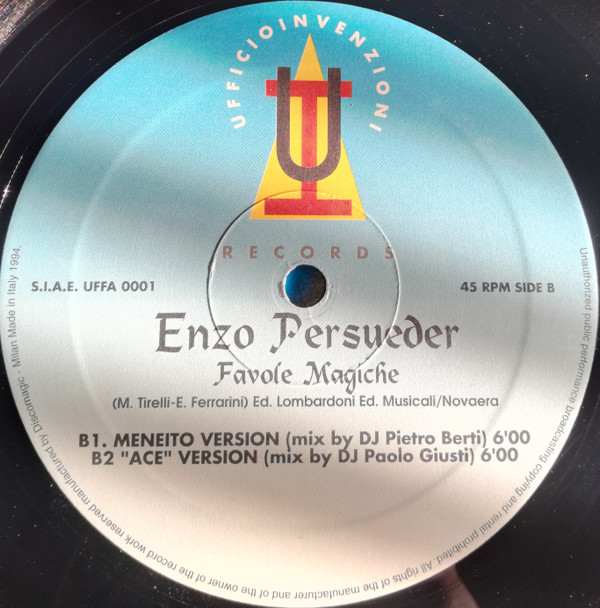 UFFICIOINVENZIONI
UI
RECORDS
S.I.A.E. UFFA 0001
45 RPM SIDE B
Enzo Persueder
Favole Magiche
(M. Tirelli-E. Ferrarini) Ed. Lombardoni Ed. Musicali/Novaera
B1. MENEITO VERSION (mix by DJ Pietro Berti) 6'00
B2 "ACE" VERSION (mix by DJ Paolo Giusti) 6'00
Unauthorized public performance broadcasting copying and rental prohibited. All rights of the manufacturer and of the owner of the record work reserved manufactured by Discomagic - Milan Made in Italy 1994.